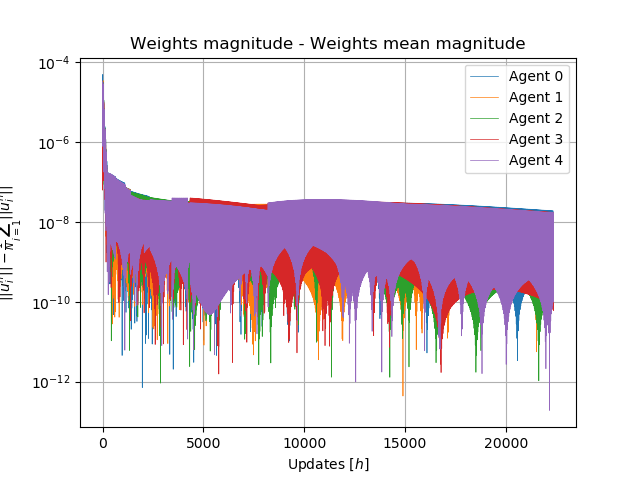 Weights magnitude - Weights mean magnitude
10⁻⁴
10⁻⁶
10⁻⁸
10⁻¹⁰
10⁻¹²
Agent 0
Agent 1
Agent 2
Agent 3
Agent 4
0
5000
10000
15000
20000
Updates [h]